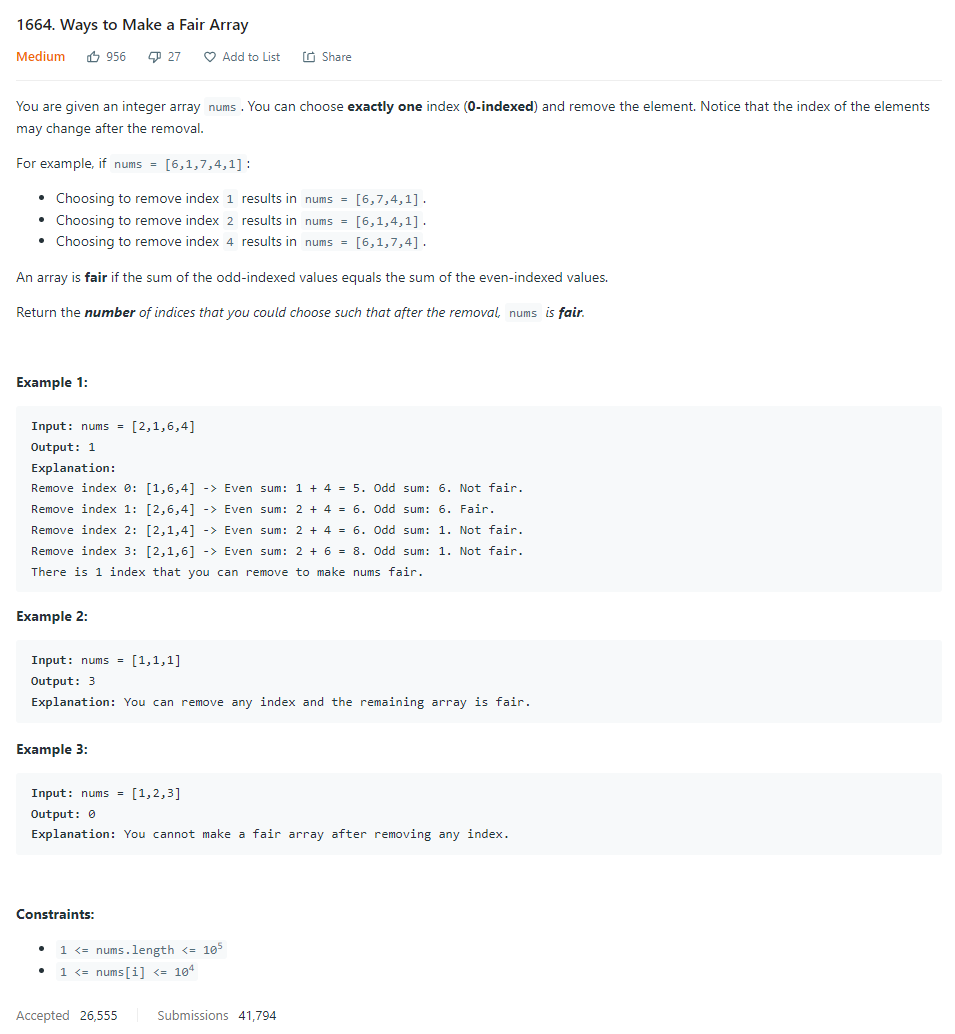 1664. Ways to Make a Fair Array
Medium 956 27 Add to List Share
You are given an integer array nums . You can choose exactly one index (0-indexed) and remove the element. Notice that the index of the elements
may change after the removal.
For example, if nums = [6,1,7,4,1] :
• Choosing to remove index 1 results in nums = [6,7,4,1] .
• Choosing to remove index 2 results in nums = [6,1,4,1] .
• Choosing to remove index 4 results in nums = [6,1,7,4] .
An array is fair if the sum of the odd-indexed values equals the sum of the even-indexed values.
Return the number of indices that you could choose such that after the removal, nums is fair.
Example 1:
Input: nums = [2,1,6,4]
Output: 1
Explanation:
Remove index 0: [1,6,4] -> Even sum: 1 + 4 = 5. Odd sum: 6. Not fair.
Remove index 1: [2,6,4] -> Even sum: 2 + 4 = 6. Odd sum: 6. Fair.
Remove index 2: [2,1,4] -> Even sum: 2 + 4 = 6. Odd sum: 1. Not fair.
Remove index 3: [2,1,6] -> Even sum: 2 + 6 = 8. Odd sum: 1. Not fair.
There is 1 index that you can remove to make nums fair.
Example 2:
Input: nums = [1,1,1]
Output: 3
Explanation: You can remove any index and the remaining array is fair.
Example 3:
Input: nums = [1,2,3]
Output: 0
Explanation: You cannot make a fair array after removing any index.
Constraints:
• 1 <= nums.length <= 10⁵
• 1 <= nums[i] <= 10⁴
Accepted 26,555 Submissions 41,794